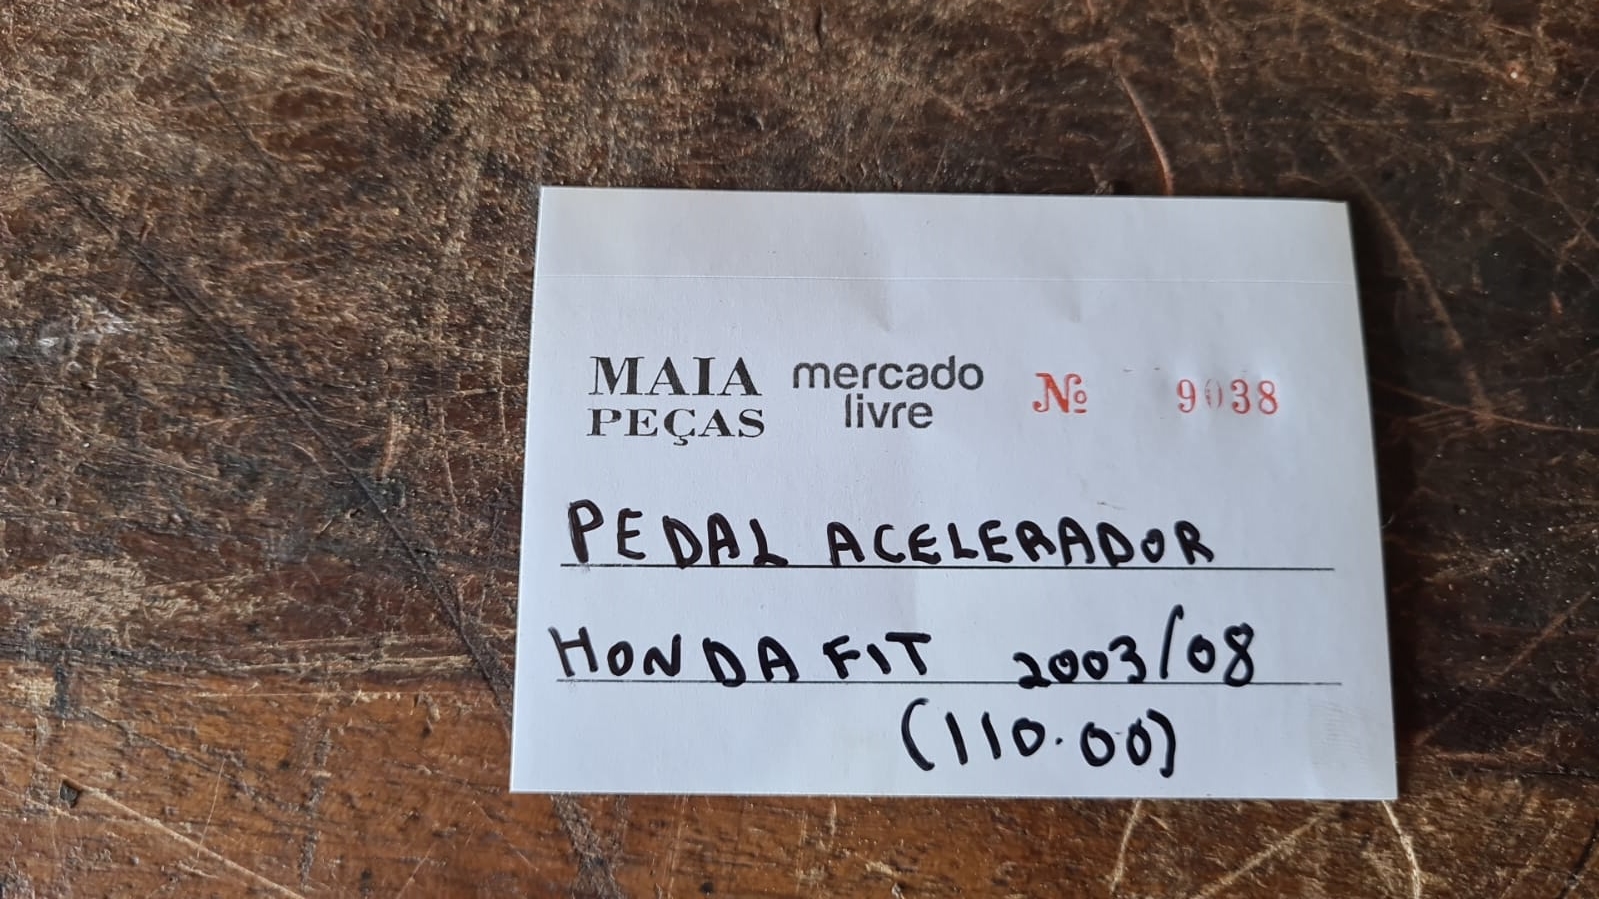 MAIA PEÇAS
mercado livre
Nº 9038
PEDAL ACELERADOR
HONDA FIT 2003/08
(110.00)